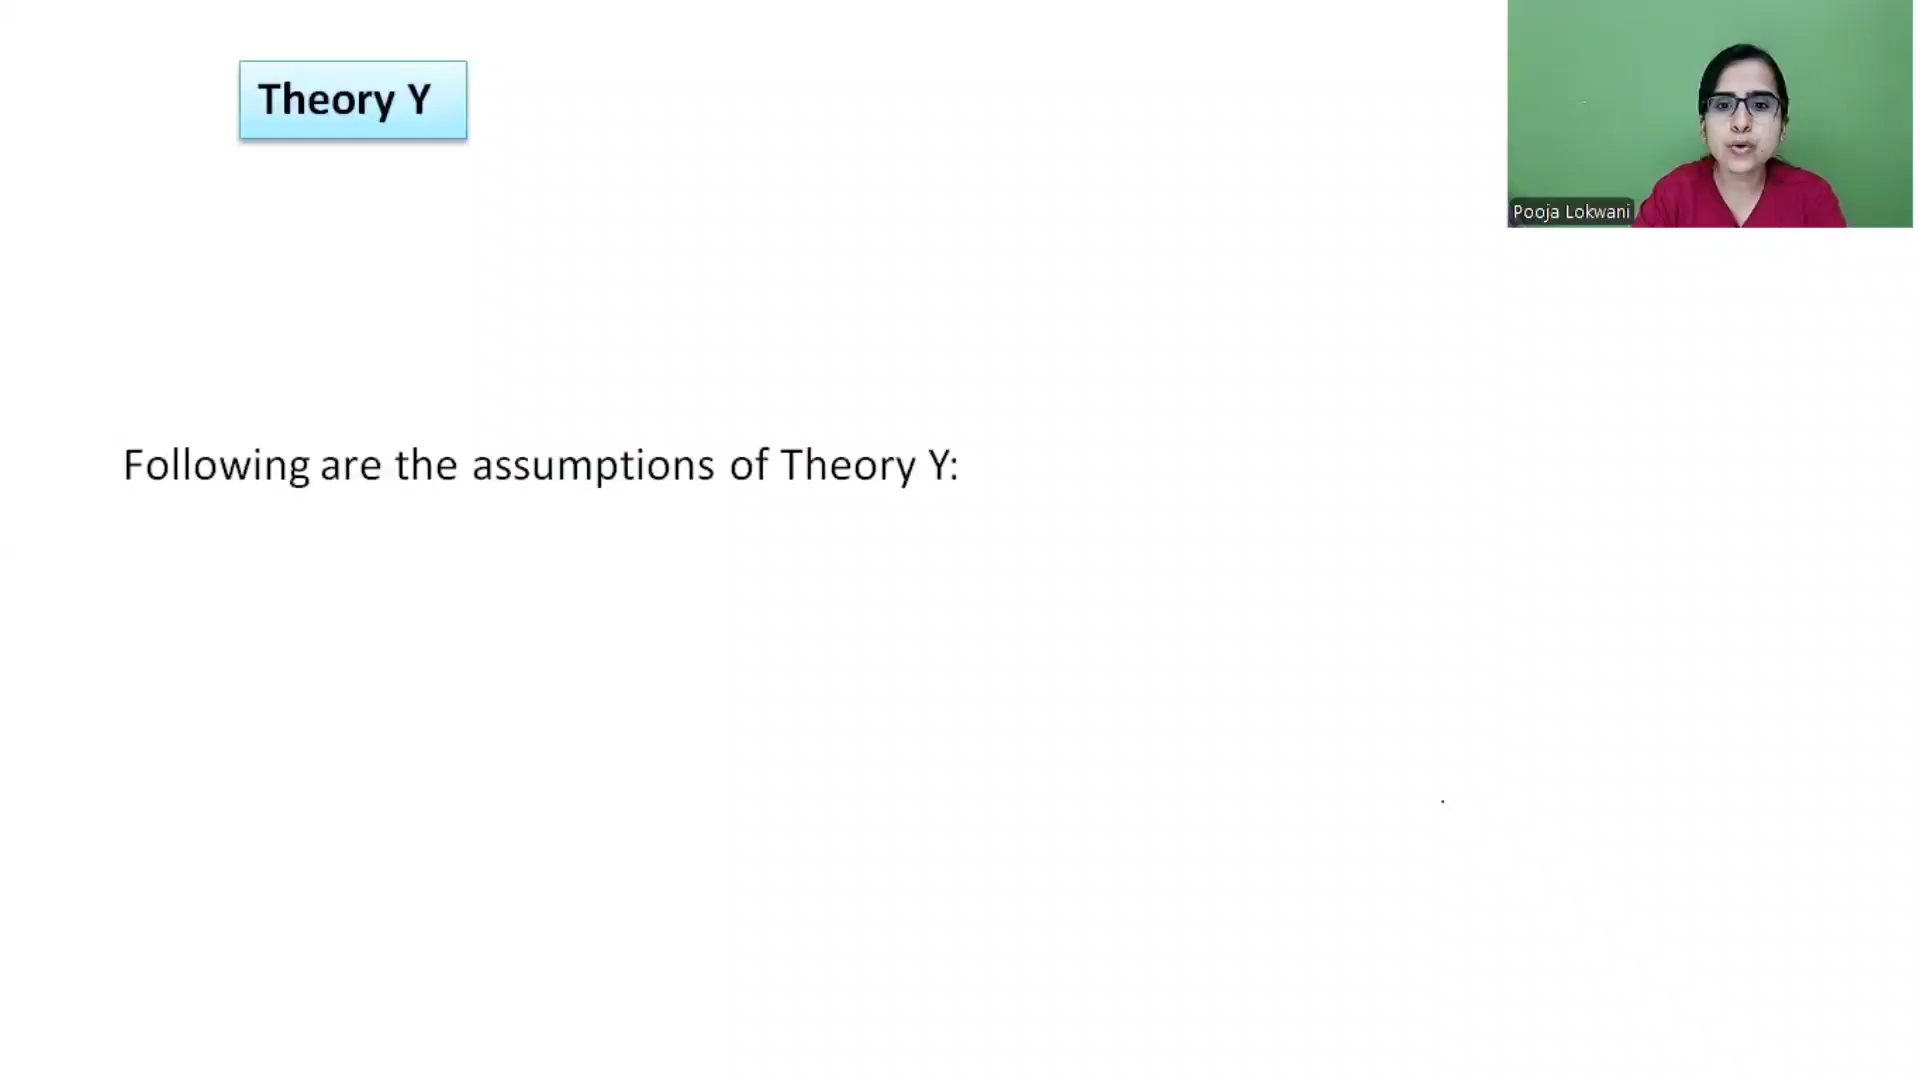 Theory Y
Pooja Lokwani
Following are the assumptions of Theory Y: